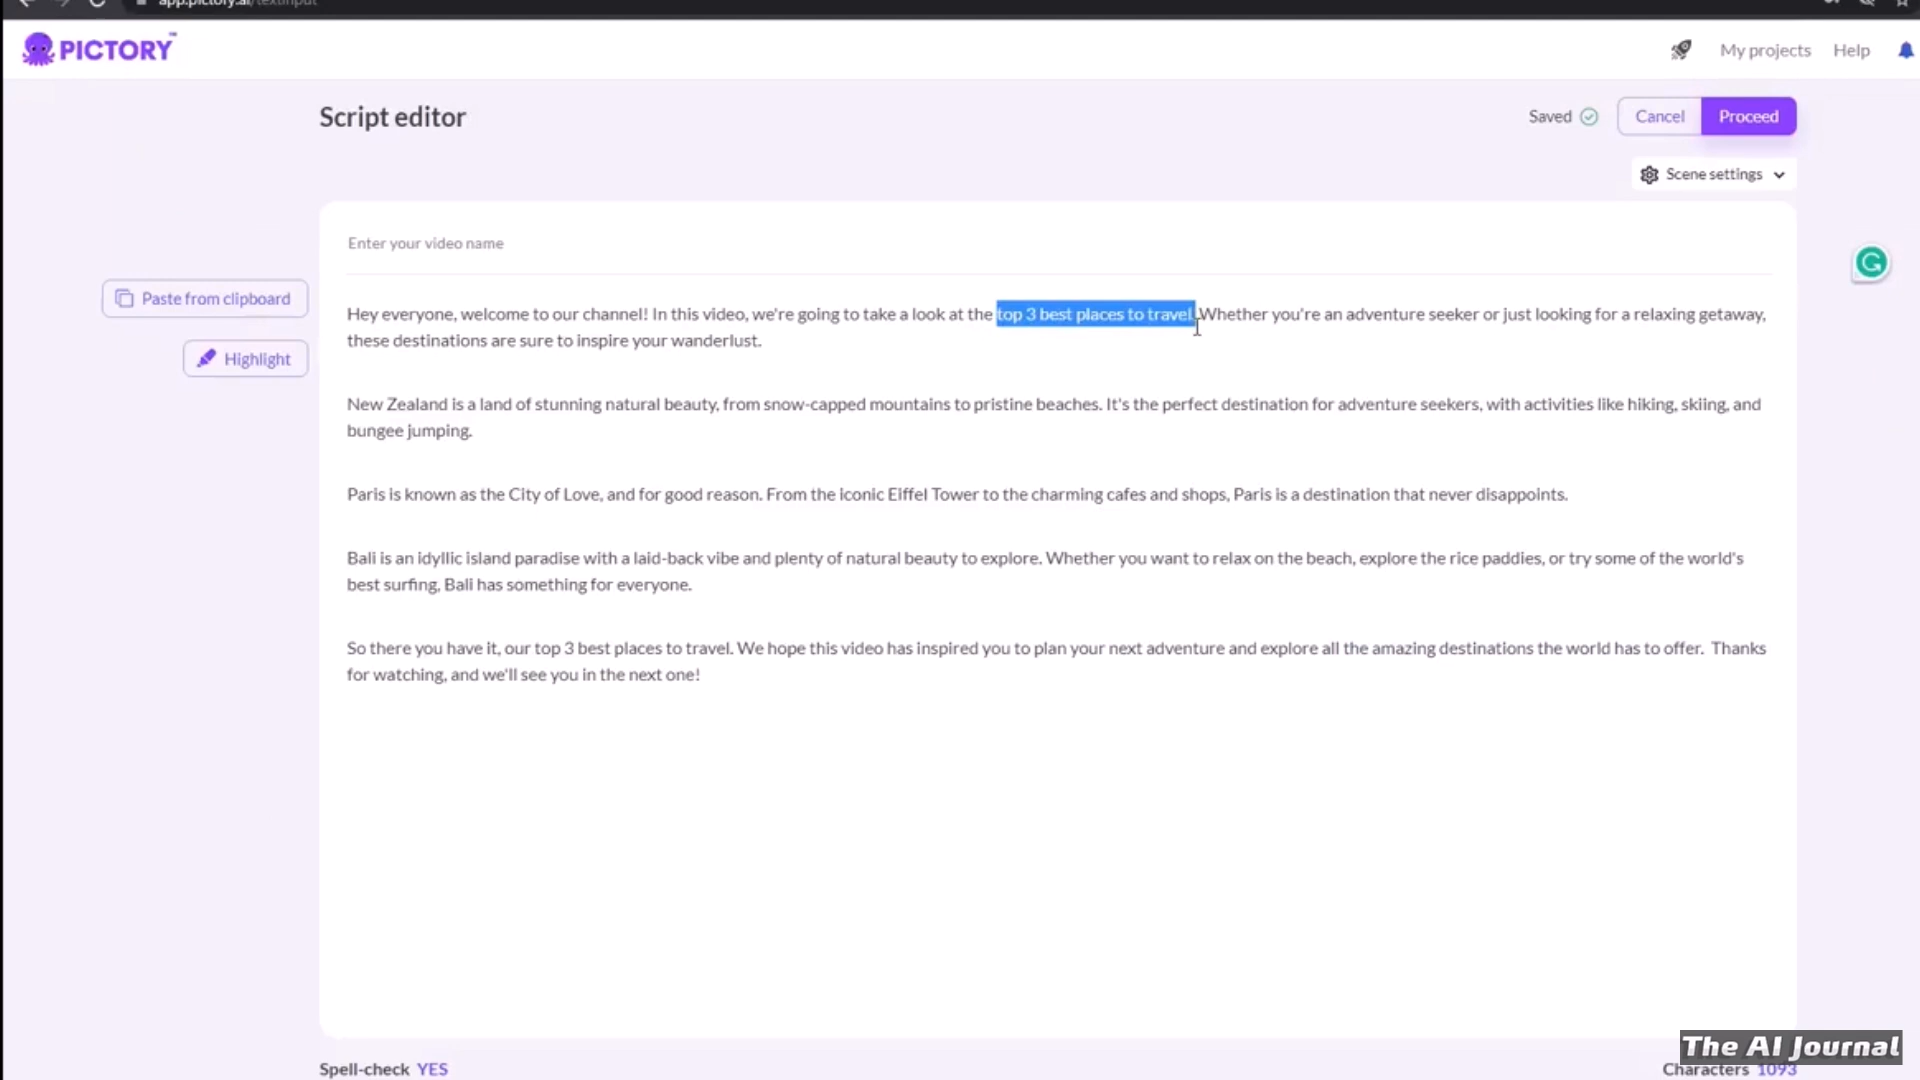 app.pictory.ai/textinput
PICTORY™
My projects
Help
Script editor
Saved
Cancel
Proceed
Scene settings
Enter your video name
Paste from clipboard
Highlight
Hey everyone, welcome to our channel! In this video, we're going to take a look at the top 3 best places to travel. Whether you're an adventure seeker or just looking for a relaxing getaway,
these destinations are sure to inspire your wanderlust.
New Zealand is a land of stunning natural beauty, from snow-capped mountains to pristine beaches. It's the perfect destination for adventure seekers, with activities like hiking, skiing, and
bungee jumping.
Paris is known as the City of Love, and for good reason. From the iconic Eiffel Tower to the charming cafes and shops, Paris is a destination that never disappoints.
Bali is an idyllic island paradise with a laid-back vibe and plenty of natural beauty to explore. Whether you want to relax on the beach, explore the rice paddies, or try some of the world's
best surfing, Bali has something for everyone.
So there you have it, our top 3 best places to travel. We hope this video has inspired you to plan your next adventure and explore all the amazing destinations the world has to offer.  Thanks
for watching, and we'll see you in the next one!
Spell-check YES
Characters 1093
The AI Journal